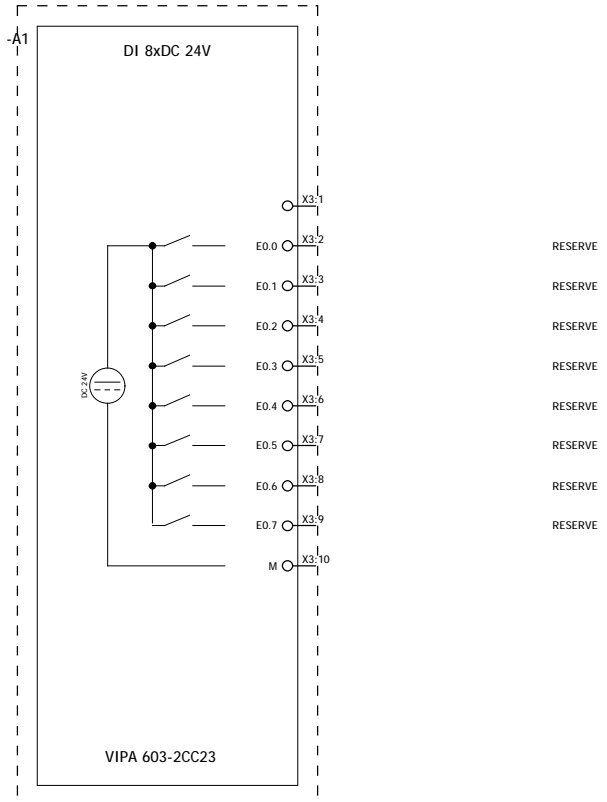 -A1
DI 8xDC 24V
X3:1
E0.0 X3:2 RESERVE
E0.1 X3:3 RESERVE
E0.2 X3:4 RESERVE
E0.3 X3:5 RESERVE
DC 24V
E0.4 X3:6 RESERVE
E0.5 X3:7 RESERVE
E0.6 X3:8 RESERVE
E0.7 X3:9 RESERVE
M X3:10
VIPA 603-2CC23